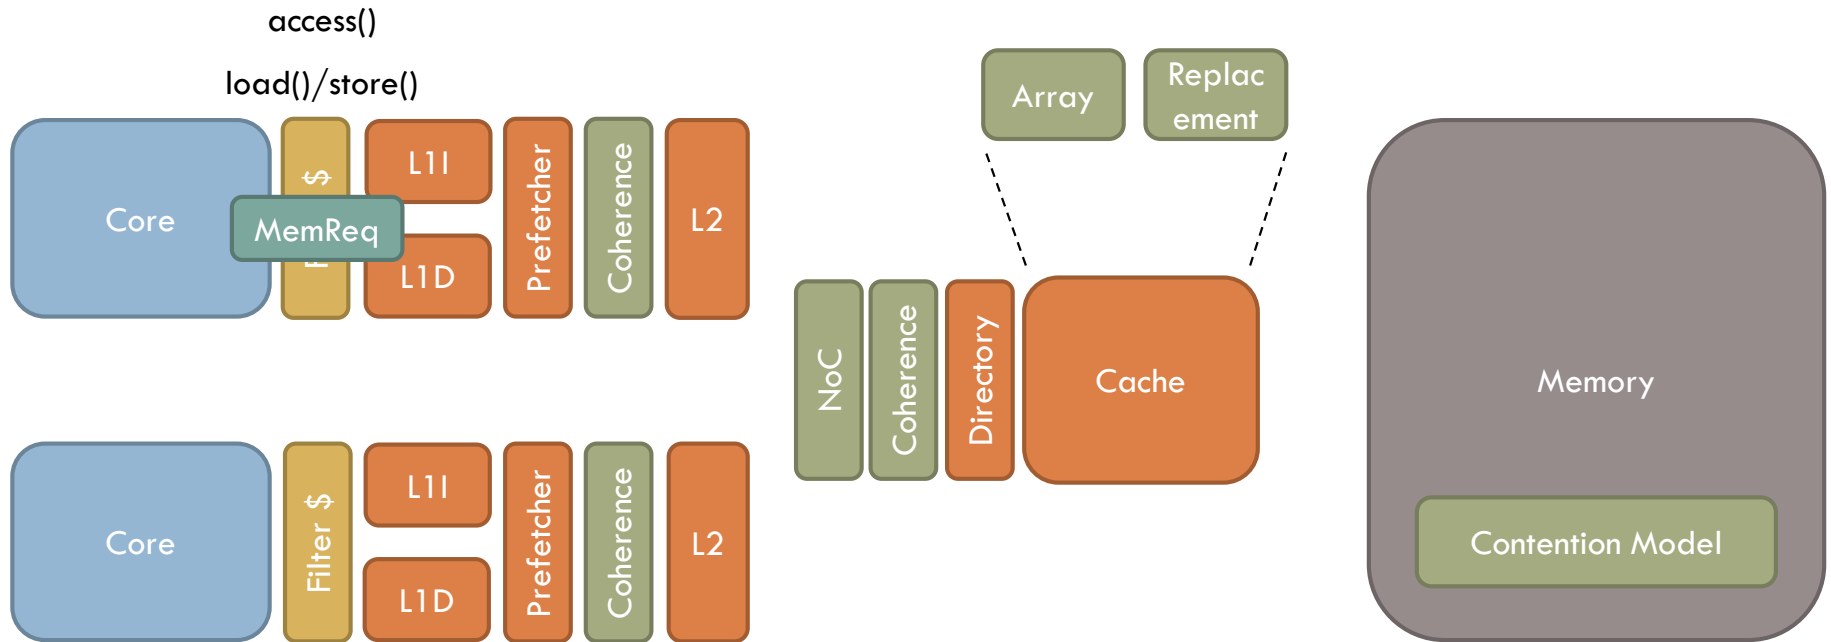 access()
load()/store()
Core
F
$
MemReq
L1I
L1D
Prefetcher
Coherence
L2
Array
Replac
ement
NoC
Coherence
Directory
Cache
Memory
Contention Model
Core
Filter $
L1I
L1D
Prefetcher
Coherence
L2